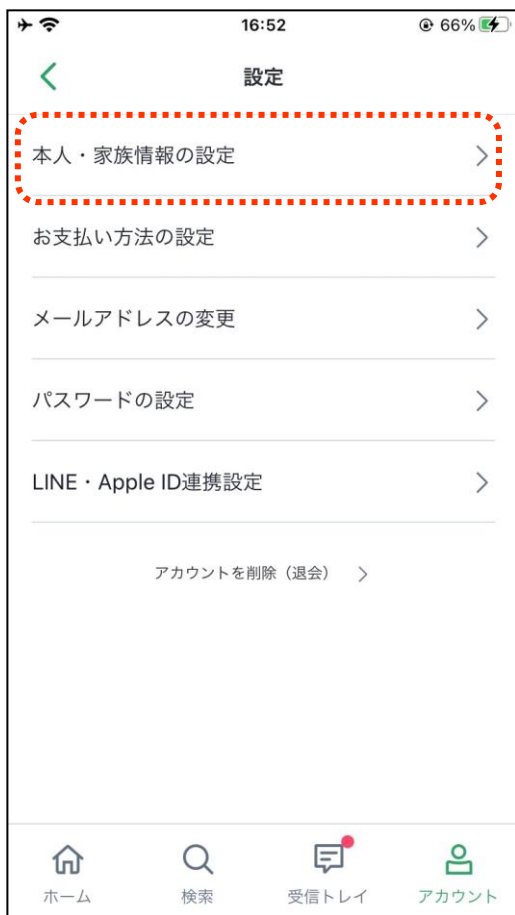 16:52
66%
設定
本人・家族情報の設定
お支払い方法の設定
メールアドレスの変更
パスワードの設定
LINE・Apple ID連携設定
アカウントを削除（退会）
ホーム 検索 受信トレイ アカウント